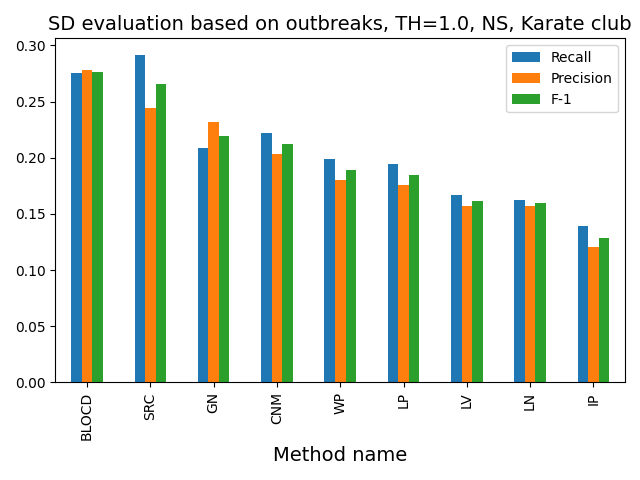 SD evaluation based on outbreaks, TH=1.0, NS, Karate club
0.30
0.25
0.20
0.15
0.10
0.05
0.00
Recall
Precision
F-1
BLOCD
SRC
GN
CNM
WP
LP
LV
LN
IP
Method name